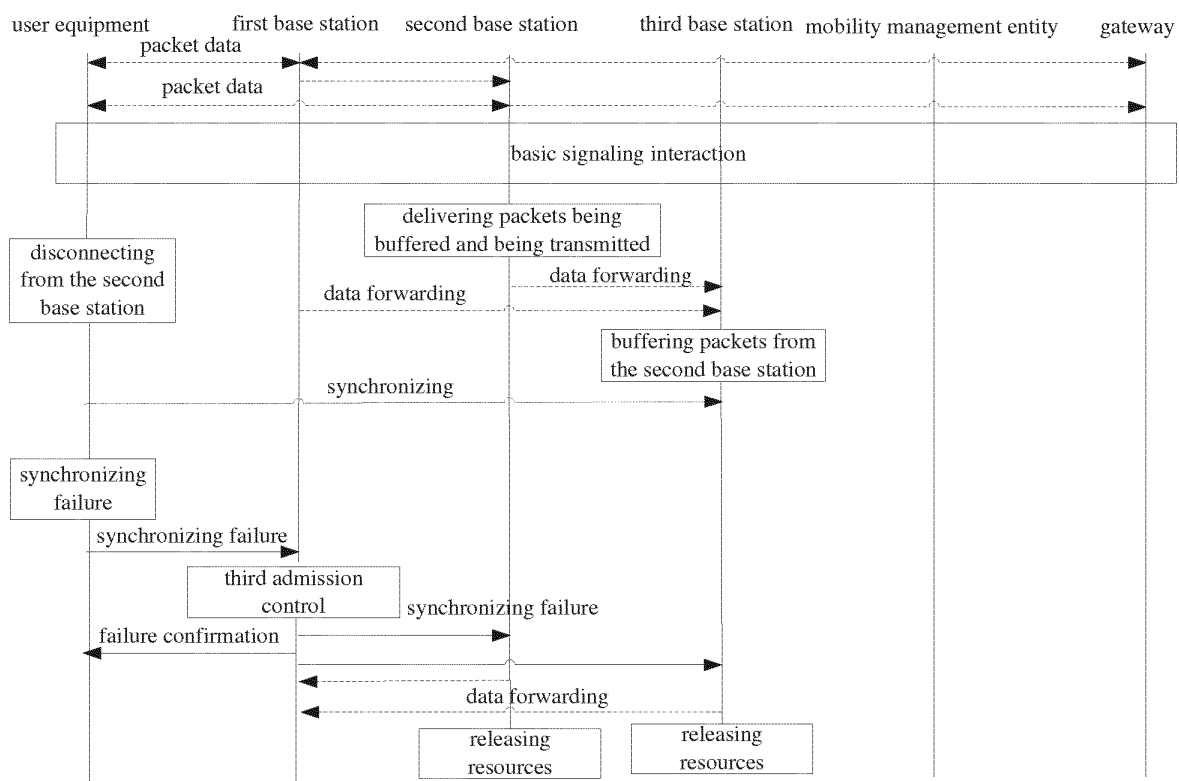 user equipment first base station second base station third base station mobility management entity gateway
packet data
packet data
basic signaling interaction
delivering packets being
buffered and being transmitted
disconnecting
from the second
base station
data forwarding
data forwarding
buffering packets from
the second base station
synchronizing
synchronizing
failure
synchronizing failure
third admission
control
synchronizing failure
failure confirmation
data forwarding
releasing
resources
releasing
resources